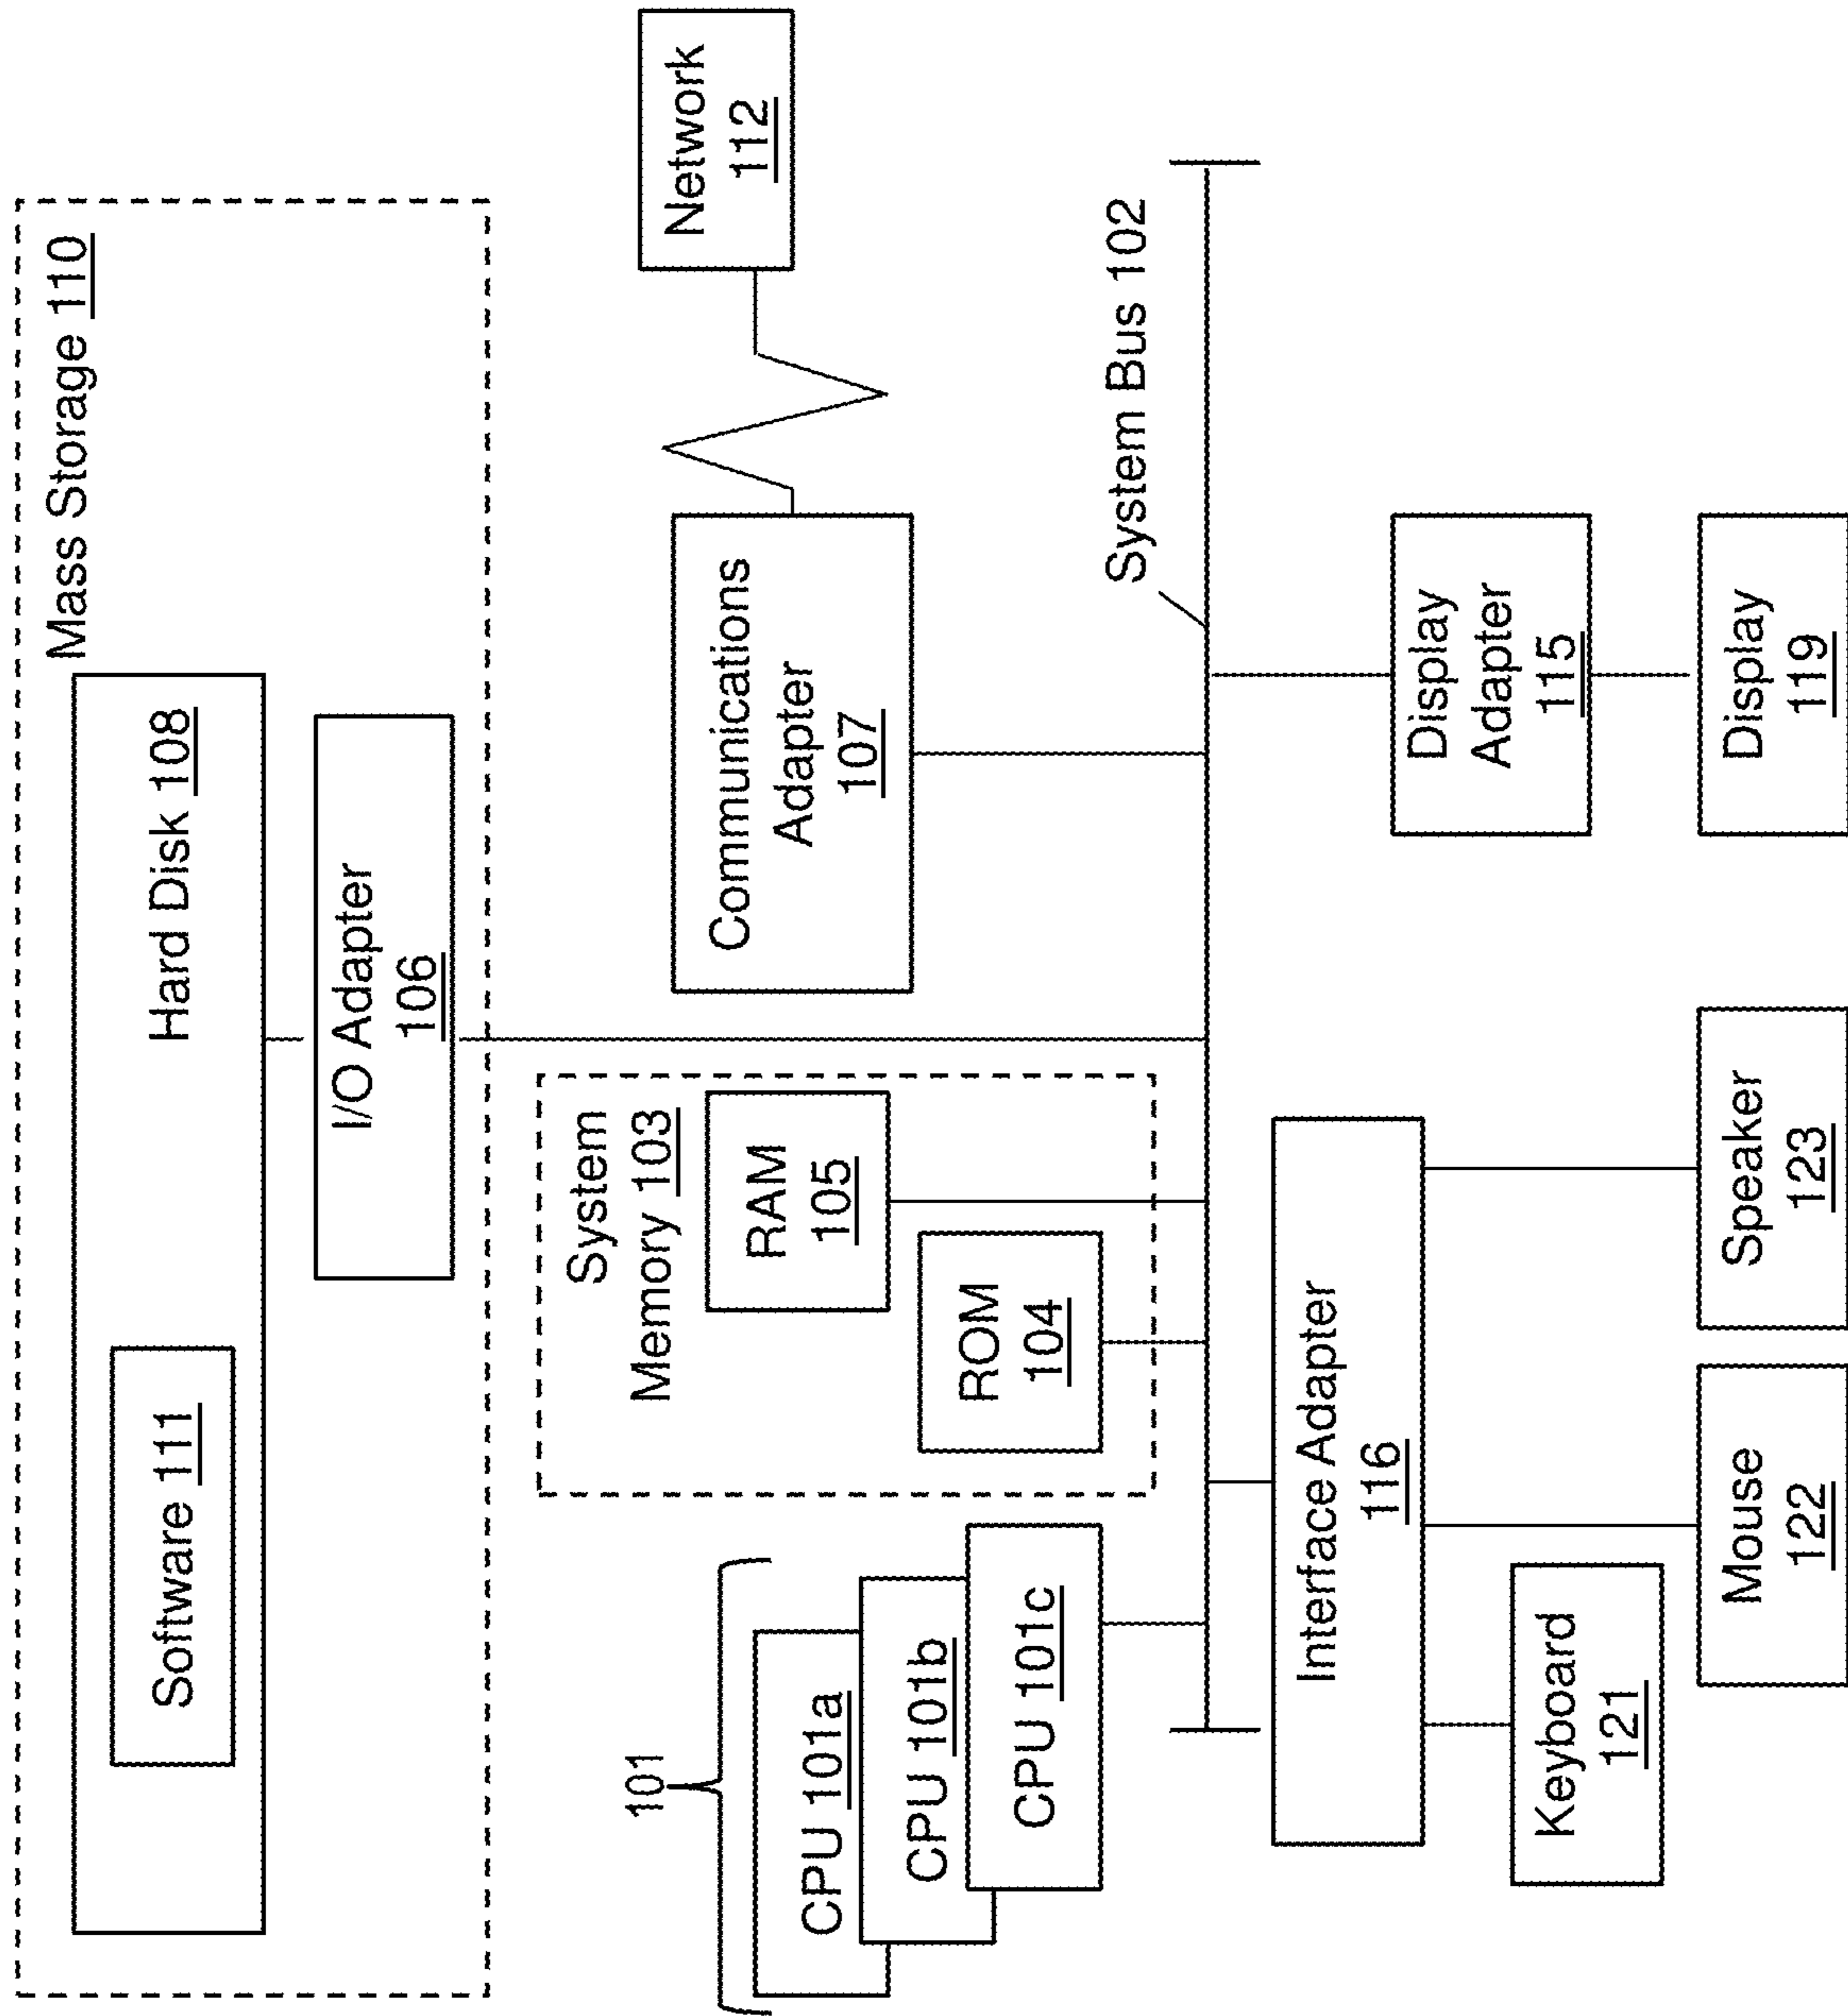 Mass Storage 110
Hard Disk 108
Software 111
I/O Adapter
106
System
Memory 103
RAM
105
ROM
104
101
CPU 101a
CPU 101b
CPU 101c
Communications
Adapter
107
Network
112
System Bus 102
Interface Adapter
116
Keyboard
121
Mouse
122
Speaker
123
Display
Adapter
115
Display
119